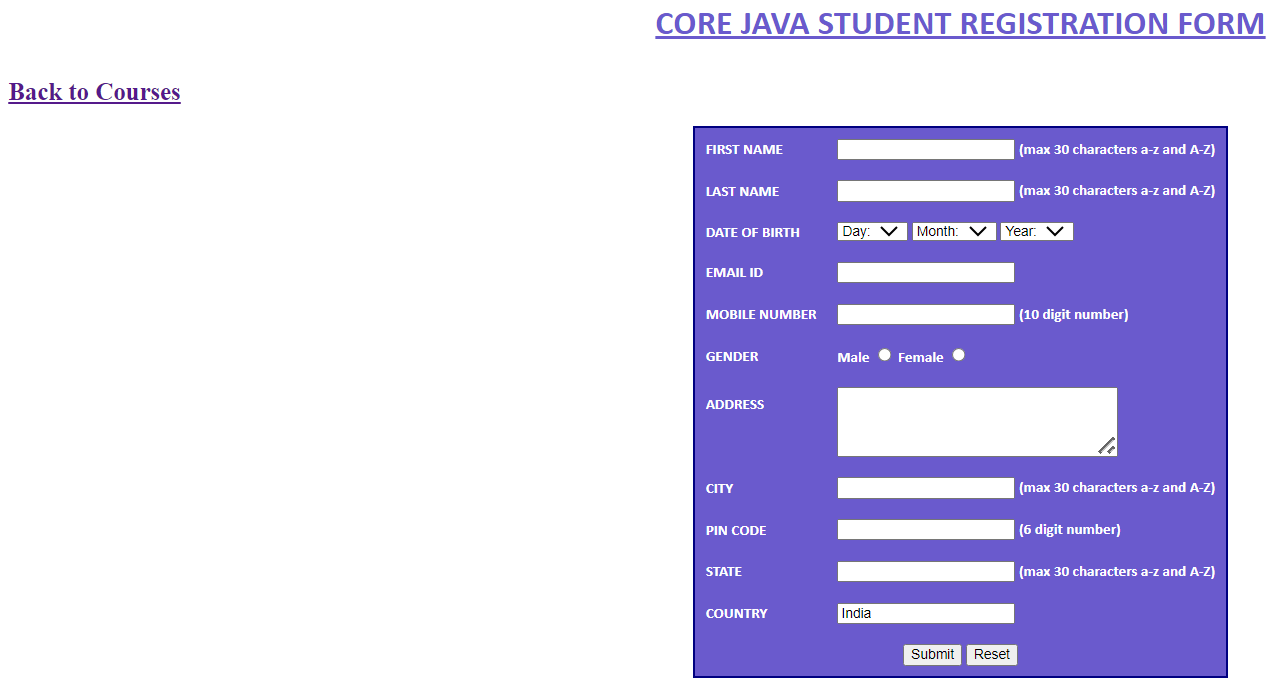 CORE JAVA STUDENT REGISTRATION FORM
Back to Courses
FIRST NAME (max 30 characters a-z and A-Z)
LAST NAME (max 30 characters a-z and A-Z)
DATE OF BIRTH Day: Month: Year:
EMAIL ID
MOBILE NUMBER (10 digit number)
GENDER Male Female
ADDRESS
CITY (max 30 characters a-z and A-Z)
PIN CODE (6 digit number)
STATE (max 30 characters a-z and A-Z)
COUNTRY India
Submit Reset